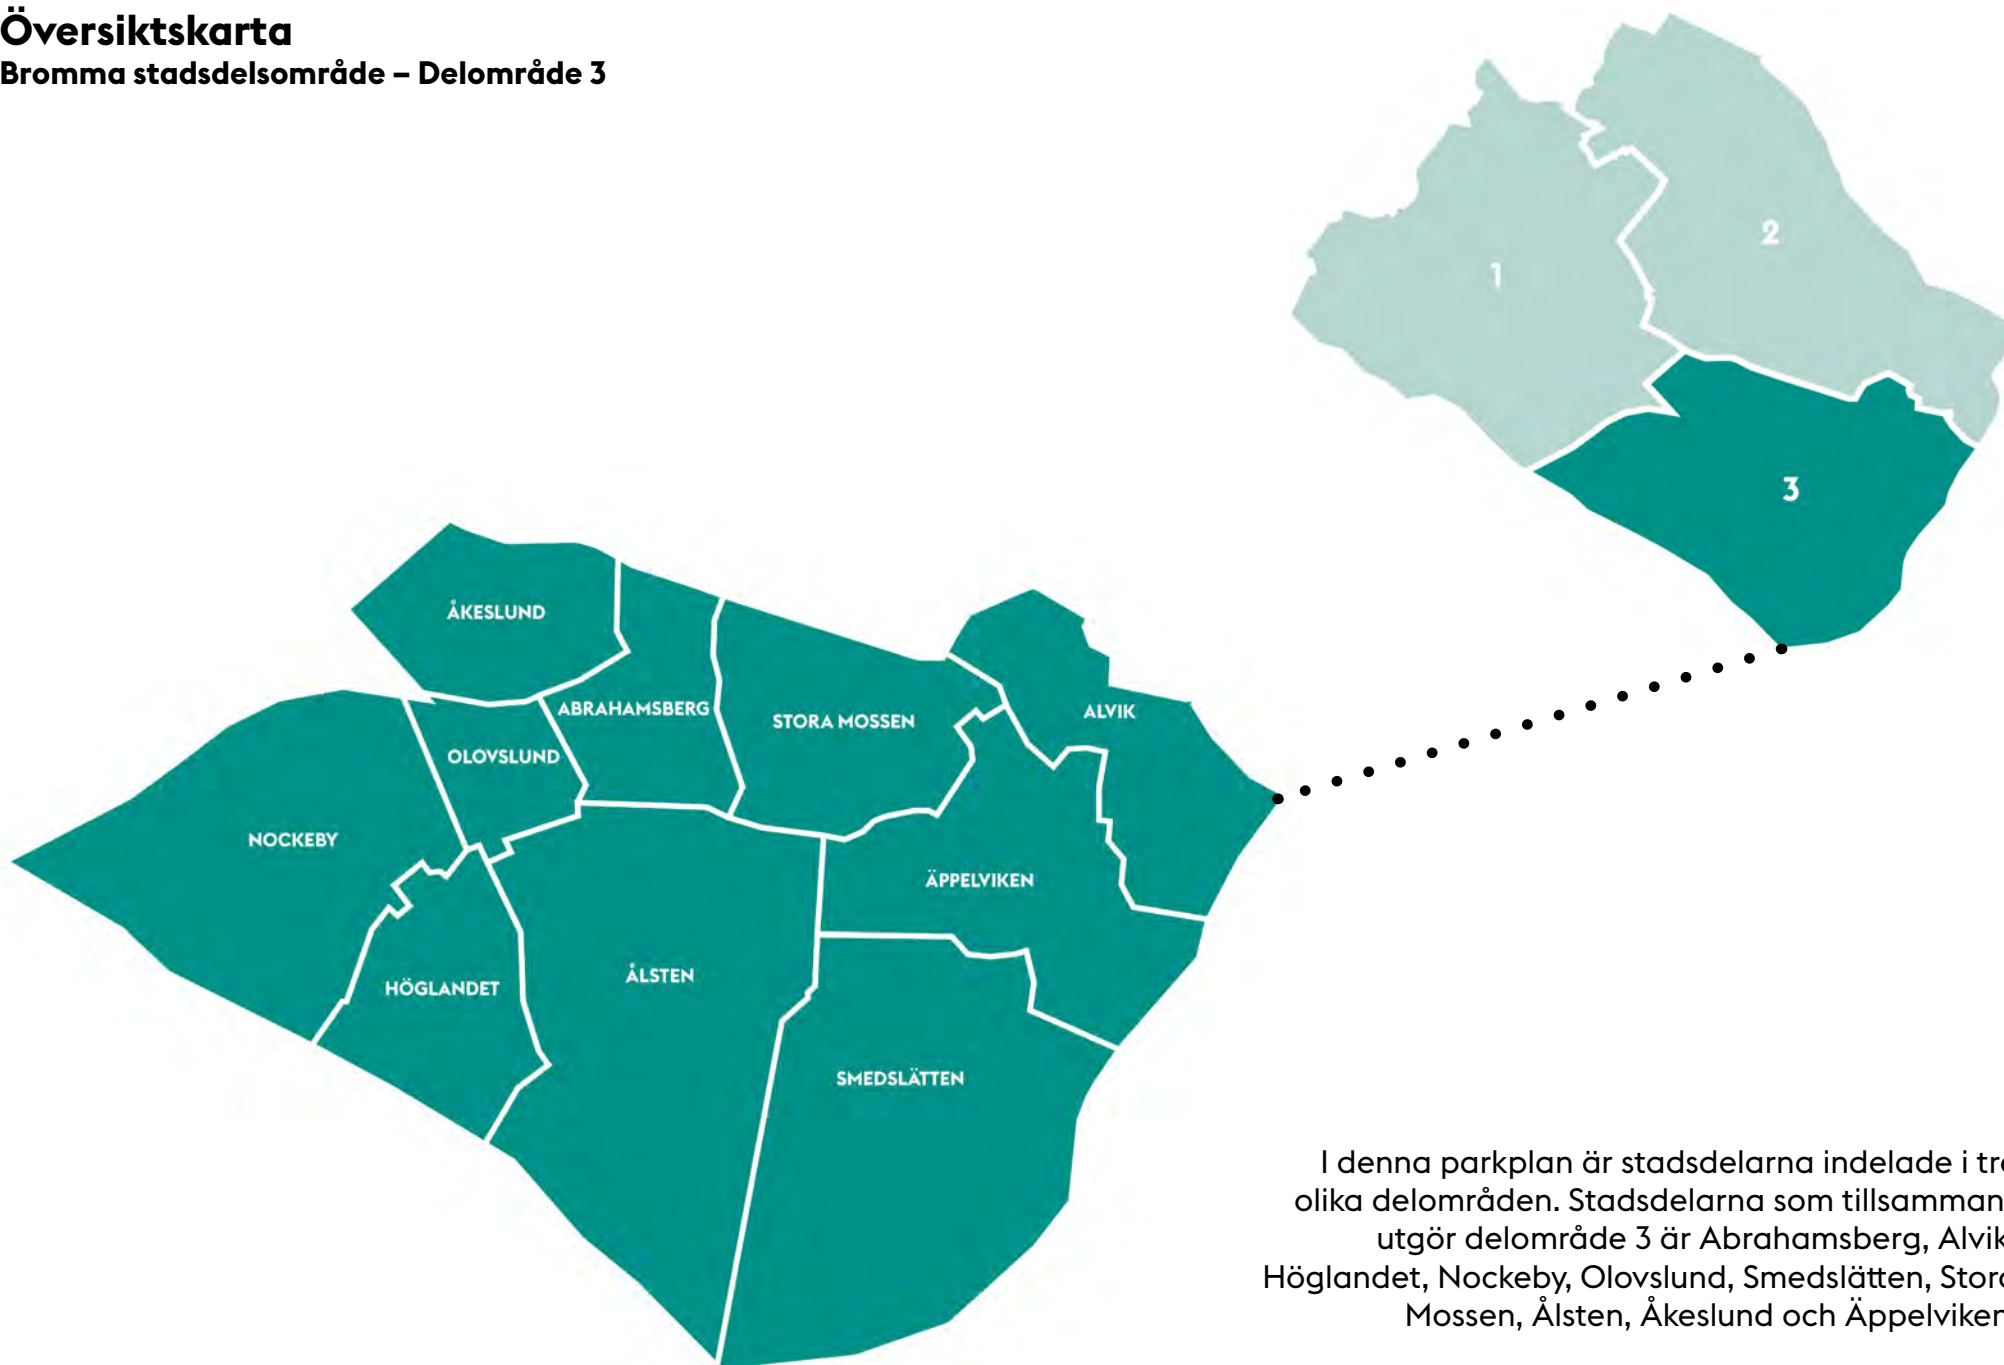 Översiktskarta
Bromma stadsdelsområde – Delområde 3
2
1
3
ÅKESLUND
ABRAHAMSBERG
STORA MOSSEN
ALVIK
OLOVSLUND
NOCKEBY
ÄPPELVIKEN
ÅLSTEN
HÖGLANDET
SMEDSLÄTTEN
I denna parkplan är stadsdelarna indelade i tre
olika delområden. Stadsdelarna som tillsamman
utgör delområde 3 är Abrahamsberg, Alvik
Höglandet, Nockeby, Olovslund, Smedslätten, Stora
Mossen, Ålsten, Åkeslund och Äppelviken